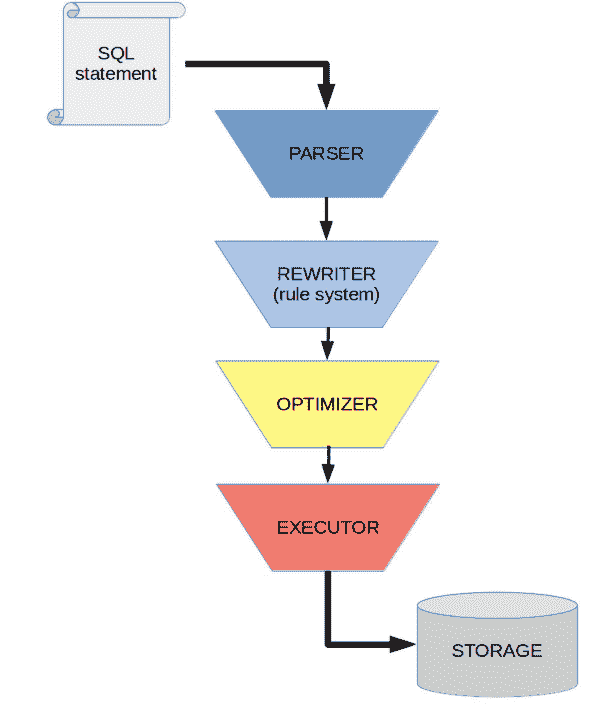 SQL
statement
PARSER
REWRITER
(rule system)
OPTIMIZER
EXECUTOR
STORAGE